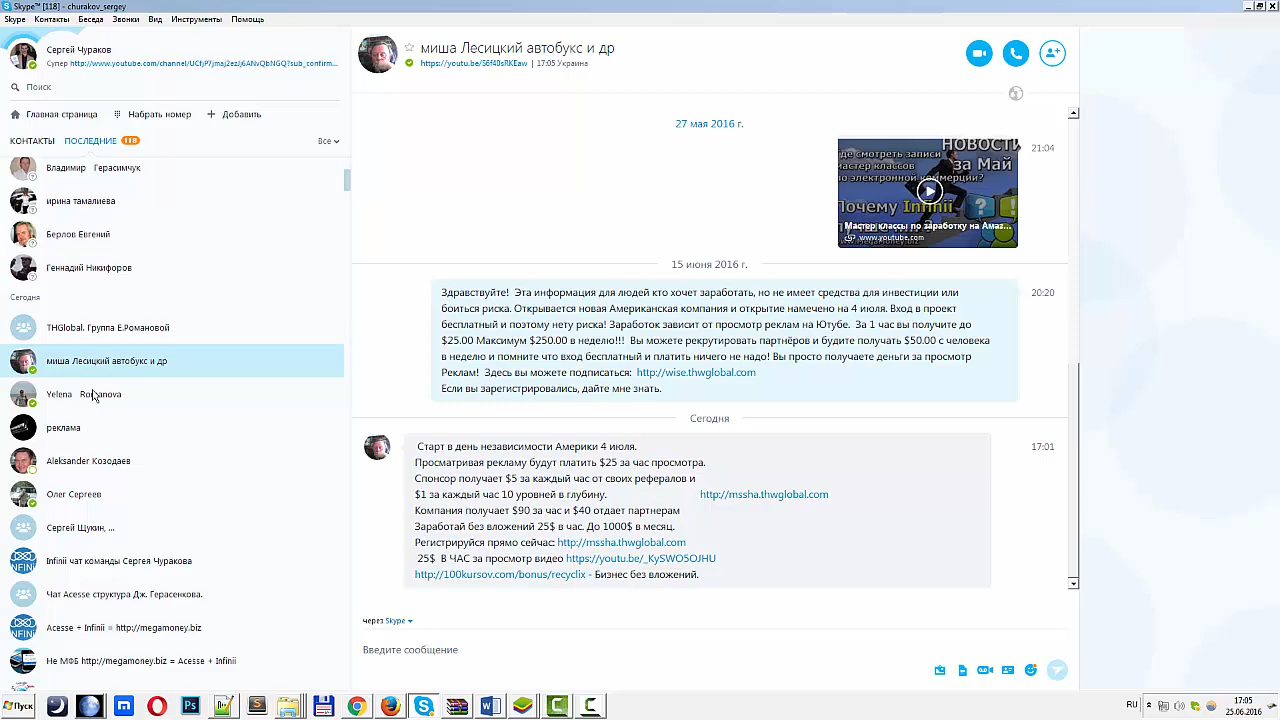 Skype™ [118] - churakov_sergey
Skype Контакты Беседа Звонки Вид Инструменты Помощь
Сергей Чураков
Супер http://www.youtube.com/channel/UCfjP7jmaj2ezJj6ANvQbNGQ?sub_confirm...
Поиск
Главная страница Набрать номер Добавить
КОНТАКТЫ ПОСЛЕДНИЕ 118 Все
Владимир Герасимчук
ирина тамалиева
Берлов Евгений
Геннадий Никифоров
Сегодня
THGlobal. Группа Е.Романовой
миша Лесицкий автобукс и др
Yelena Romanova
реклама
Aleksander Козодаев
Олег Сергеев
Сергей Щукин, ...
Infinii чат команды Сергея Чуракова
Чат Acesse структура Дж. Герасенкова.
Acesse + Infinii = http://megamoney.biz
Не МФБ http://megamoney.biz = Acesse + Infinii
миша Лесицкий автобукс и др
https://youtu.be/S6f40sRKEaw | 17:05 Украина
27 мая 2016 г.
НОВОСТИ
где смотреть записи
за Май
мастер классов
по электронной коммерции?
Почему Infinii
Мастер классы по заработку на Амаз...
www.youtube.com
21:04
15 июня 2016 г.
Здравствуйте! Эта информация для людей кто хочет заработать, но не имеет средства для инвестиции или
боиться риска. Открывается новая Американская компания и открытие намечено на 4 июля. Вход в проект
бесплатный и поэтому нету риска! Заработок зависит от просмотр реклам на Ютубе. За 1 час вы получите до
$25.00 Максимум $250.00 в неделю!!! Вы можете рекрутировать партнёров и будите получать $50.00 с человека
в неделю и помните что вход бесплатный и платить ничего не надо! Вы просто получаете деньги за просмотр
Реклам! Здесь вы можете подписаться: http://wise.thwglobal.com
Если вы зарегистрировались, дайте мне знать.
20:20
Сегодня
Старт в день независимости Америки 4 июля.
Просматривая рекламу будут платить $25 за час просмотра.
Спонсор получает $5 за каждый час от своих рефералов и
$1 за каждый час 10 уровней в глубину. http://mssha.thwglobal.com
Компания получает $90 за час и $40 отдает партнерам
Заработай без вложений 25$ в час. До 1000$ в месяц.
Регистрируйся прямо сейчас: http://mssha.thwglobal.com
25$ В ЧАС за просмотр видео https://youtu.be/_KySWO5OJHU
http://100kursov.com/bonus/recyclix - Бизнес без вложений.
17:01
через Skype
Введите сообщение
Пуск
RU
17:05
25.06.2016